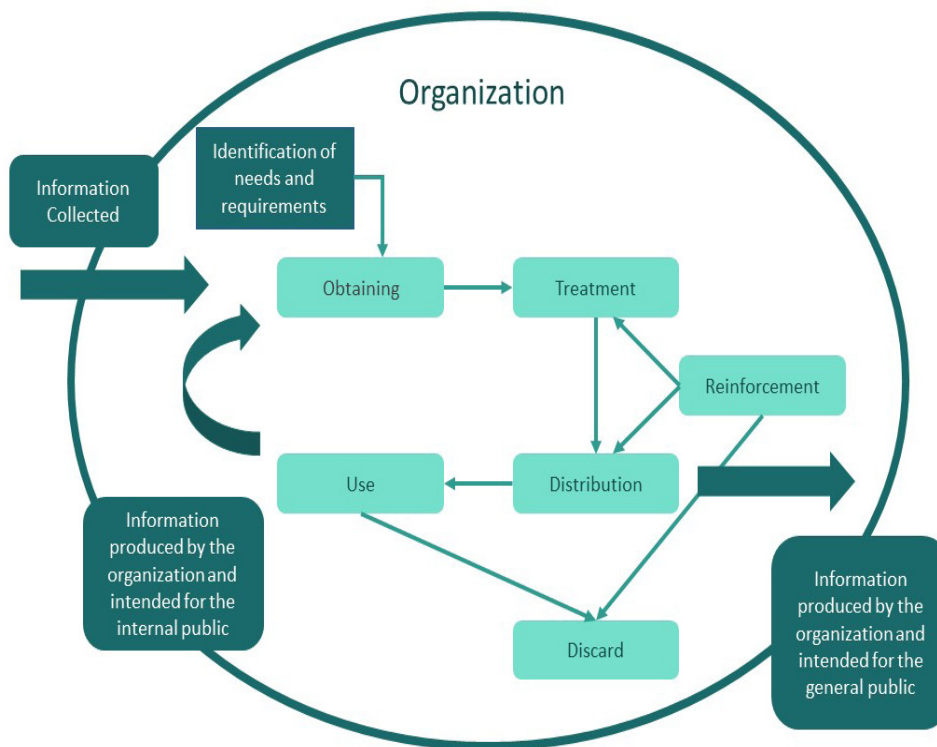 Organization
Identification of
needs and
requirements
Information
Collected
Obtaining
Treatment
Reinforcement
Use
Distribution
Information
produced by the
organization and
intended for the
internal public
Information
produced by the
organization and
intended for the
general public
Discard